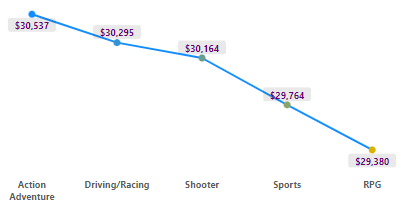 $30,537
$30,295
$30,164
$29,764
$29,380
Action
Adventure
Driving/Racing
Shooter
Sports
RPG